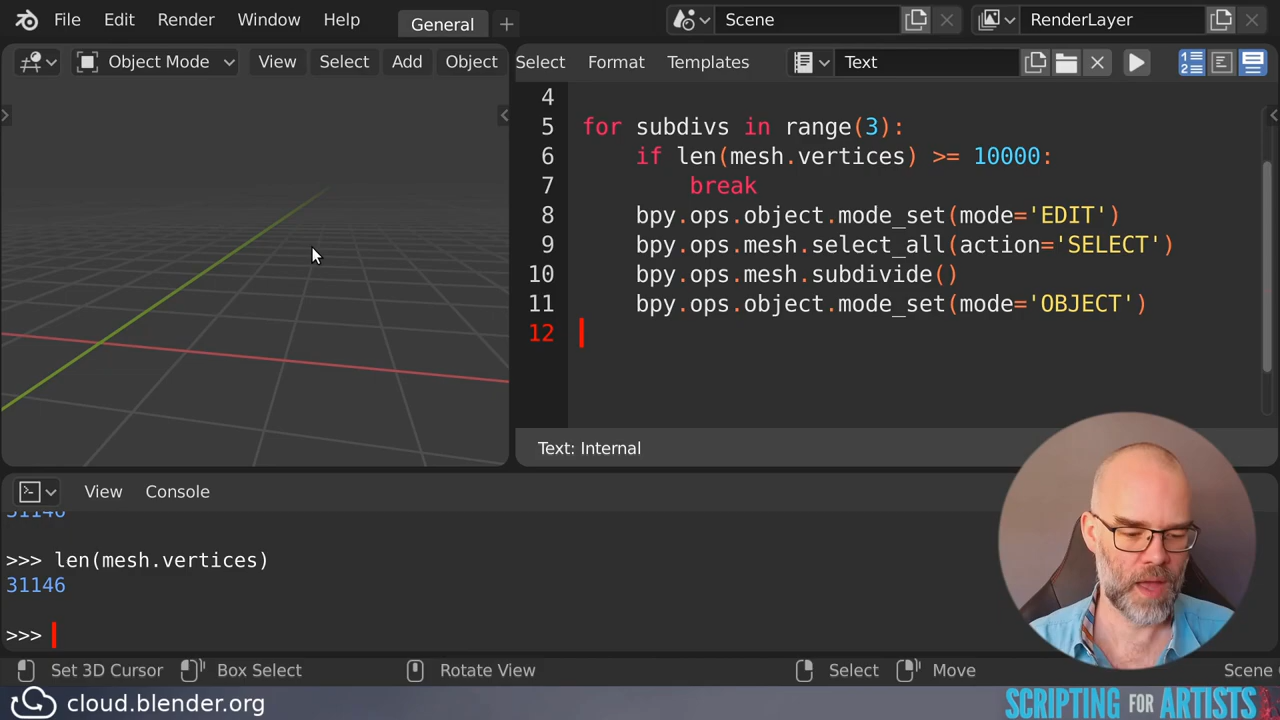 File Edit Render Window Help General + Scene RenderLayer
Object Mode View Select Add Object Select Format Templates Text
4
5 for subdivs in range(3):
6 if len(mesh.vertices) >= 10000:
7 break
8 bpy.ops.object.mode_set(mode='EDIT')
9 bpy.ops.mesh.select_all(action='SELECT')
10 bpy.ops.mesh.subdivide()
11 bpy.ops.object.mode_set(mode='OBJECT')
12
Text: Internal
View Console
31146
>>> len(mesh.vertices)
31146
>>>
Set 3D Cursor Box Select Rotate View Select Move Scene
cloud.blender.org SCRIPTING FOR ARTISTS